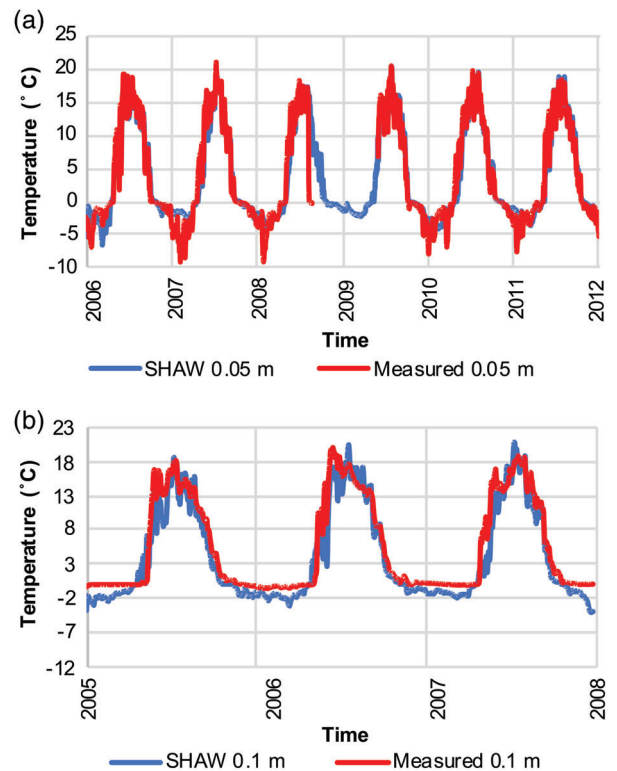 (a)
Temperature (°C)
25
20
15
10
5
0
-5
-10
2006
2007
2008
2009
2010
2011
2012
Time
SHAW 0.05 m
Measured 0.05 m
(b)
Temperature (°C)
23
18
13
8
3
-2
-7
-12
2005
2006
2007
2008
Time
SHAW 0.1 m
Measured 0.1 m